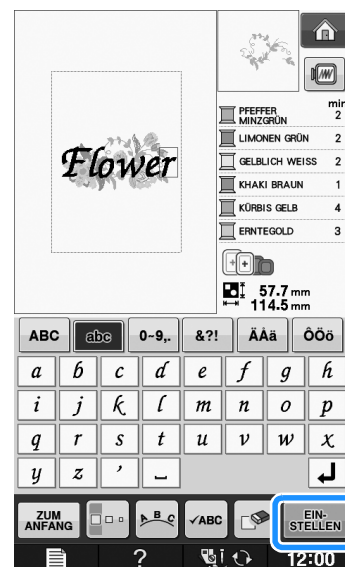 Flower
min
PFEFFER
MINZGRÜN 2
LIMONEN GRÜN 2
GELBLICH WEISS 2
KHAKI BRAUN 1
KÜRBIS GELB 4
ERNTEGOLD 3
57.7 mm
114.5 mm
ABC abc 0~9,. &?! ÄÅä ÔÖö
a b c d e f g h
i j k l m n o p
q r s t u v w x
y z ’ ⎵
ZUM
ANFANG
A B C
✓ABC
EIN-
STELLEN
? 12:00